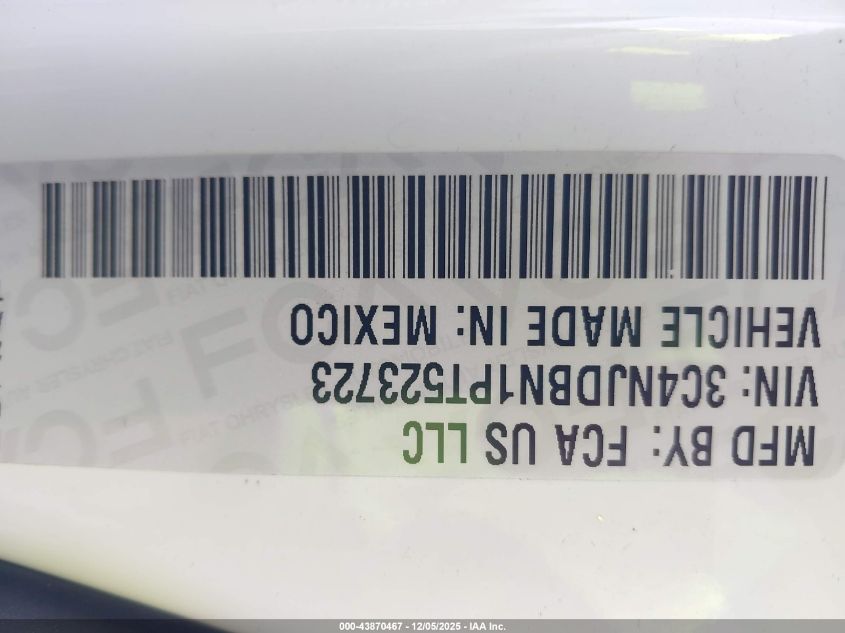 MFD BY: FCA US LLC
VIN: 3C4NJDBN1PT523723
VEHICLE MADE IN: MEXICO
000-43870467 - 12/05/2025 - IAA Inc.